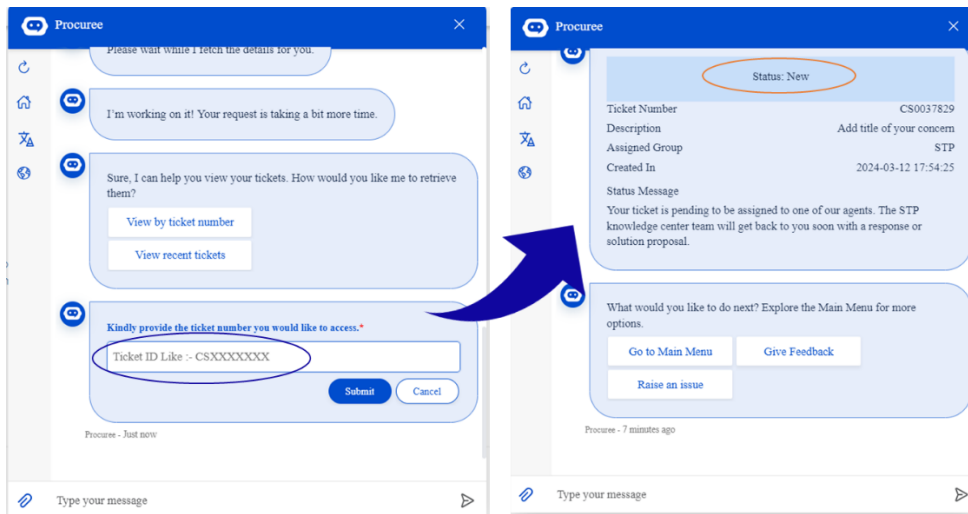 Procuree
Please wait while I fetch the details for you.
I'm working on it! Your request is taking a bit more time.
Sure, I can help you view your tickets. How would you like me to retrieve
them?
View by ticket number
View recent tickets
Kindly provide the ticket number you would like to access.*
Ticket ID Like :- CSXXXXXXX
Submit Cancel
Procuree - Just now
Type your message
Procuree
Status: New
Ticket Number CS0037829
Description Add title of your concern
Assigned Group STP
Created In 2024-03-12 17:54:25
Status Message
Your ticket is pending to be assigned to one of our agents. The STP
knowledge center team will get back to you soon with a response or
solution proposal.
What would you like to do next? Explore the Main Menu for more
options.
Go to Main Menu Give Feedback
Raise an issue
Procuree - 7 minutes ago
Type your message